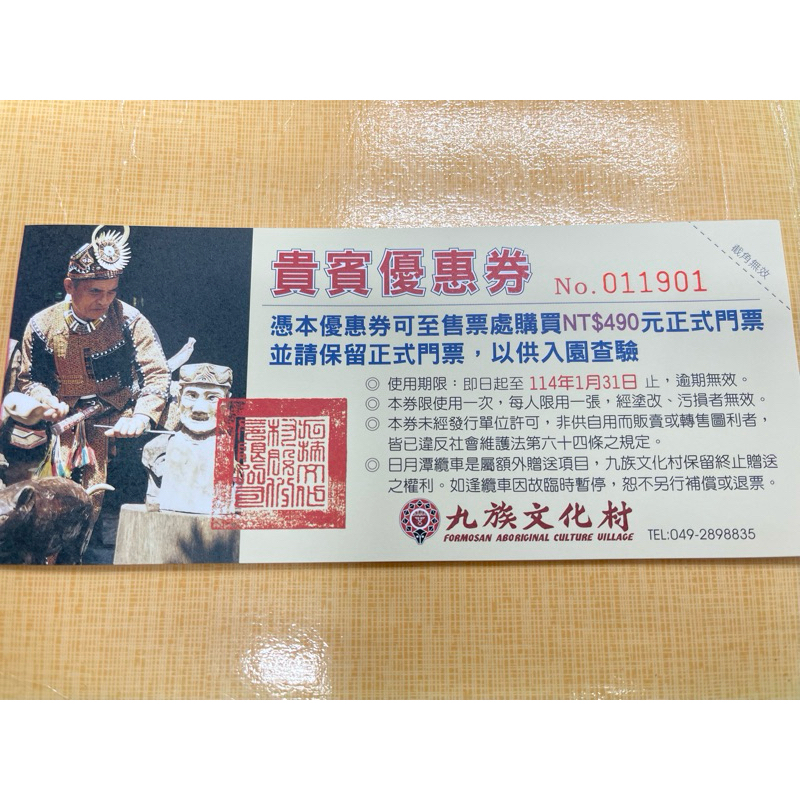 貴賓優惠券
No.011901
截角無效
憑本優惠券可至售票處購買NT$490元正式門票
並請保留正式門票，以供入園查驗
◎ 使用期限：即日起至 114年1月31日 止，逾期無效。
◎ 本券限使用一次，每人限用一張，經塗改、污損者無效。
◎ 本券未經發行單位許可，非供自用而販賣或轉售圖利者，
皆已違反社會維護法第六十四條之規定。
◎ 日月潭纜車是屬額外贈送項目，九族文化村保留終止贈送
之權利。如逢纜車因故臨時暫停，恕不另行補償或退票。
九族文化村
FORMOSAN ABORIGINAL CULTURE VILLAGE
TEL:049-2898835